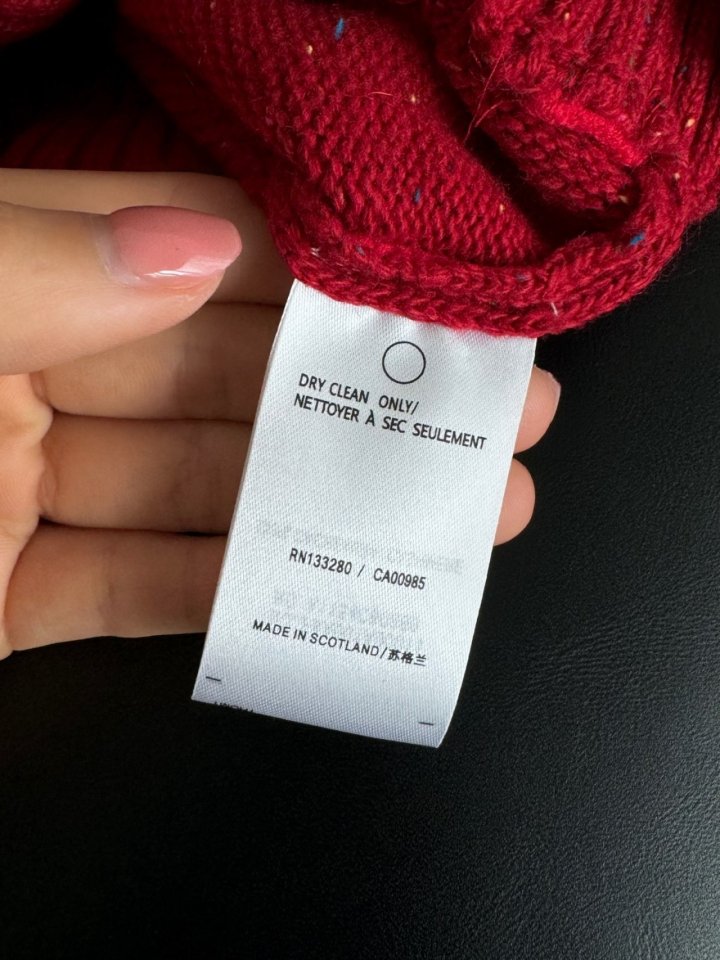 DRY CLEAN ONLY/
NETTOYER À SEC SEULEMENT
RN133280 / CA00985
MADE IN SCOTLAND/苏格兰